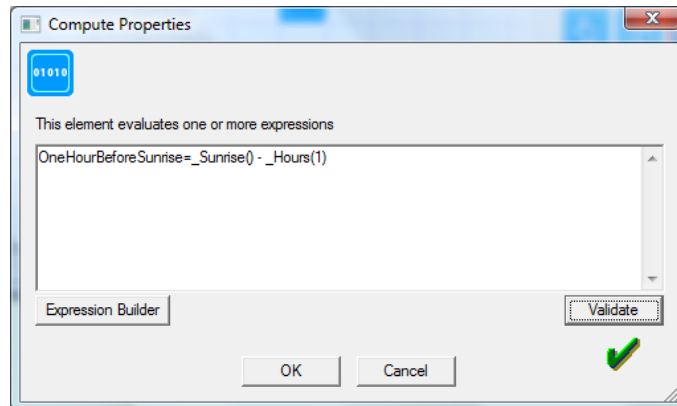 Compute Properties
01010
This element evaluates one or more expressions
OneHourBeforeSunrise=_Sunrise() - _Hours(1)
Expression Builder
Validate
OK
Cancel